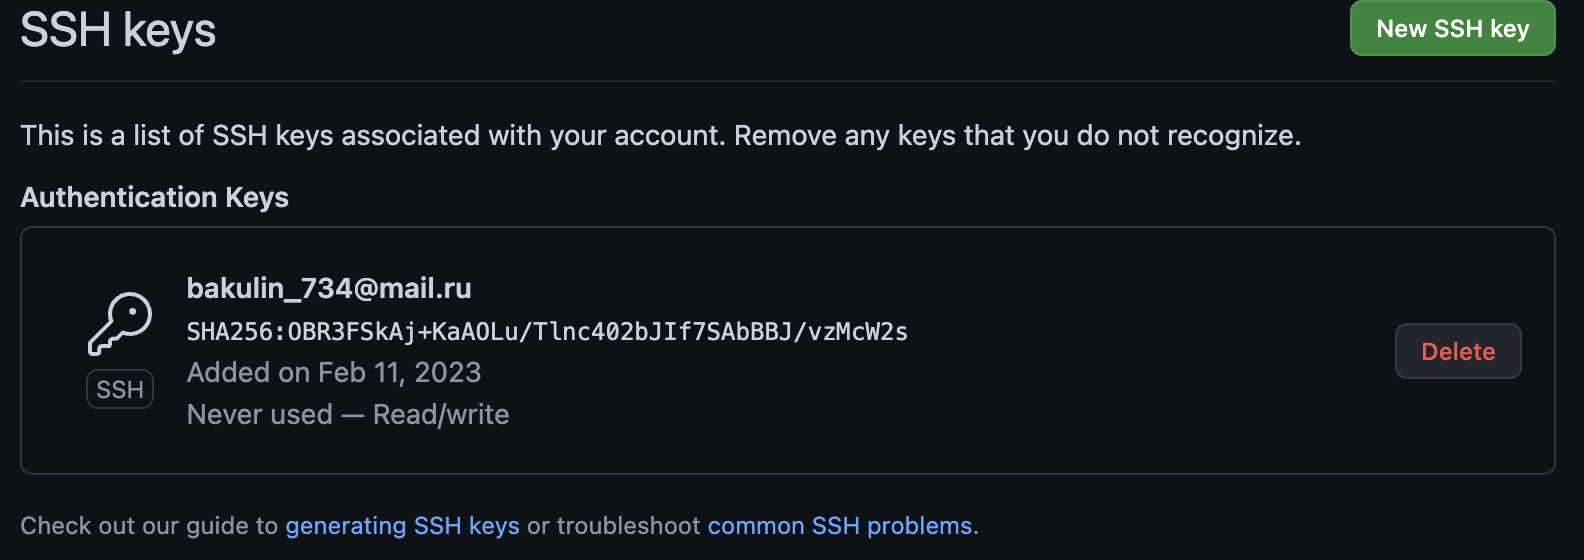 SSH keys
New SSH key
This is a list of SSH keys associated with your account. Remove any keys that you do not recognize.
Authentication Keys
bakulin_734@mail.ru
SHA256:OBR3FSkAj+KaAOLu/Tlnc402bJIf7SAbBBJ/vzMcW2s
Added on Feb 11, 2023
Never used — Read/write
SSH
Delete
Check out our guide to generating SSH keys or troubleshoot common SSH problems.